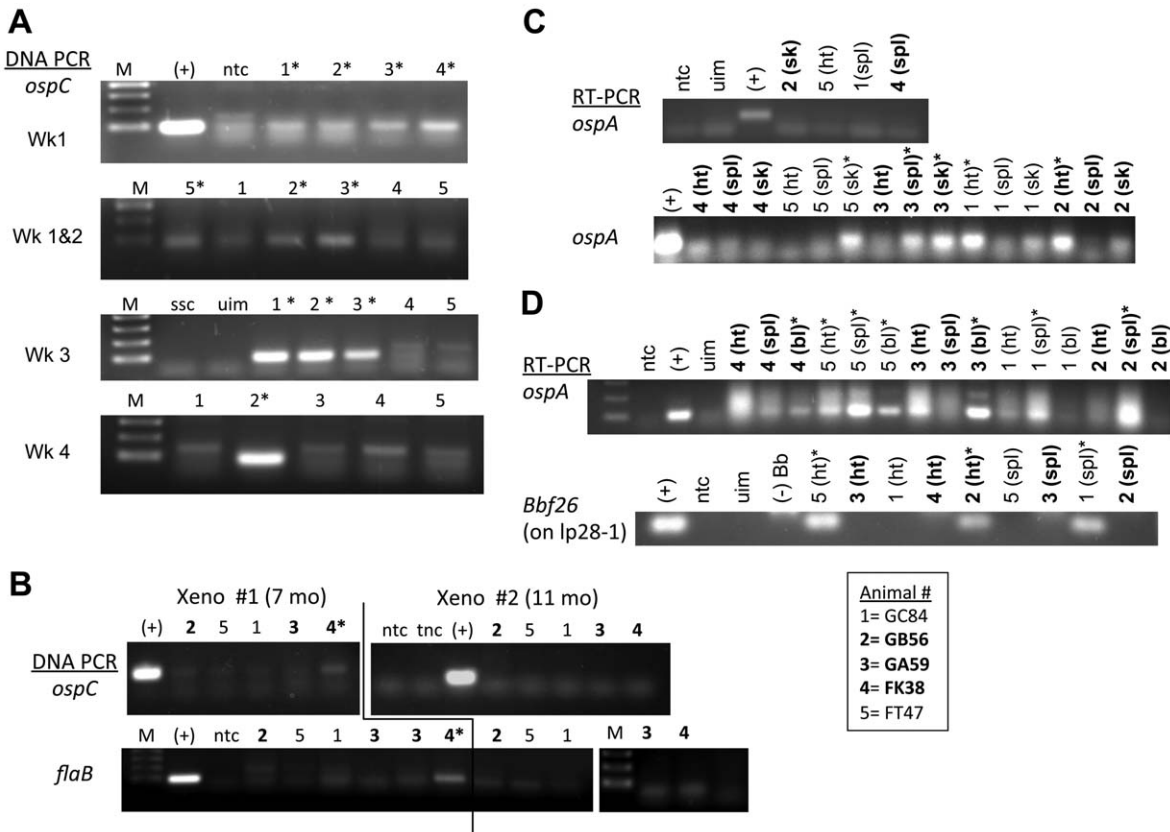 A
DNA PCR
ospC
M (+) ntc 1* 2* 3* 4*
Wk1
M 5* 1 2* 3* 4 5
Wk 1&2
M ssc uim 1 * 2 * 3 * 4 5
Wk 3
M 1 2* 3 4 5
Wk 4
B
Xeno #1 (7 mo) Xeno #2 (11 mo)
(+) 2 5 1 3 4* ntc tnc (+) 2 5 1 3 4
DNA PCR
ospC
M (+) ntc 2 5 1 3 3 4* 2 5 1 M 3 4
flaB
C
ntc uim (+) 2 (sk) 5 (ht) 1(spl) 4 (spl)
RT-PCR
ospA
(+) 4 (ht) 4 (spl) 4 (sk) 5 (ht) 5 (spl) 5 (sk)* 3 (ht) 3 (spl)* 3 (sk)* 1 (ht)* 1 (spl) 1 (sk) 2 (ht)* 2 (spl) 2 (sk)
ospA
D
ntc (+) uim 4 (ht) 4 (spl) 4 (bl)* 5 (ht)* 5 (spl)* 5 (bl)* 3 (ht) 3 (spl) 3 (bl)* 1 (ht) 1 (spl)* 1 (bl) 2 (ht) 2 (spl)* 2 (bl)
RT-PCR
ospA
(+) ntc uim (-) Bb 5 (ht)* 3 (ht) 1 (ht) 4 (ht) 2 (ht)* 5 (spl) 3 (spl) 1 (spl)* 2 (spl)
Bbf26
(on lp28-1)
Animal #
1= GC84
2= GB56
3= GA59
4= FK38
5= FT47